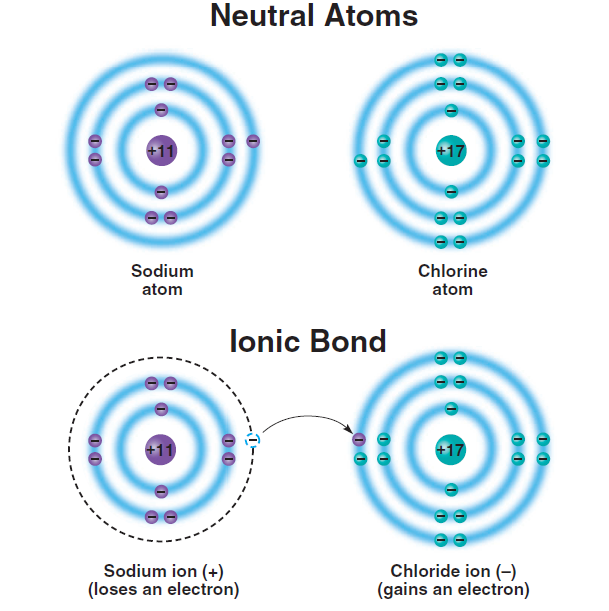 Neutral Atoms
+11
+17
Sodium
atom
Chlorine
atom
Ionic Bond
+11
+17
Sodium ion (+)
(loses an electron)
Chloride ion (–)
(gains an electron)